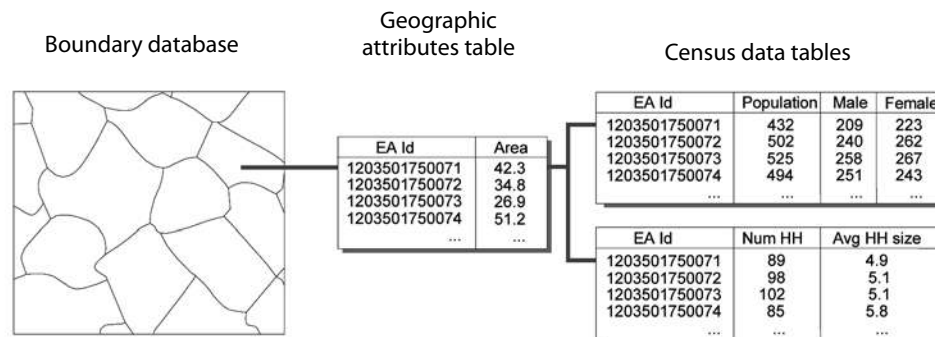 Boundary database
Geographic
attributes table
Census data tables
EA Id Area
1203501750071 42.3
1203501750072 34.8
1203501750073 26.9
1203501750074 51.2
... ...
EA Id Population Male Female
1203501750071 432 209 223
1203501750072 502 240 262
1203501750073 525 258 267
1203501750074 494 251 243
... ... ... ...
EA Id Num HH Avg HH size
1203501750071 89 4.9
1203501750072 98 5.1
1203501750073 102 5.1
1203501750074 85 5.8
... ... ...